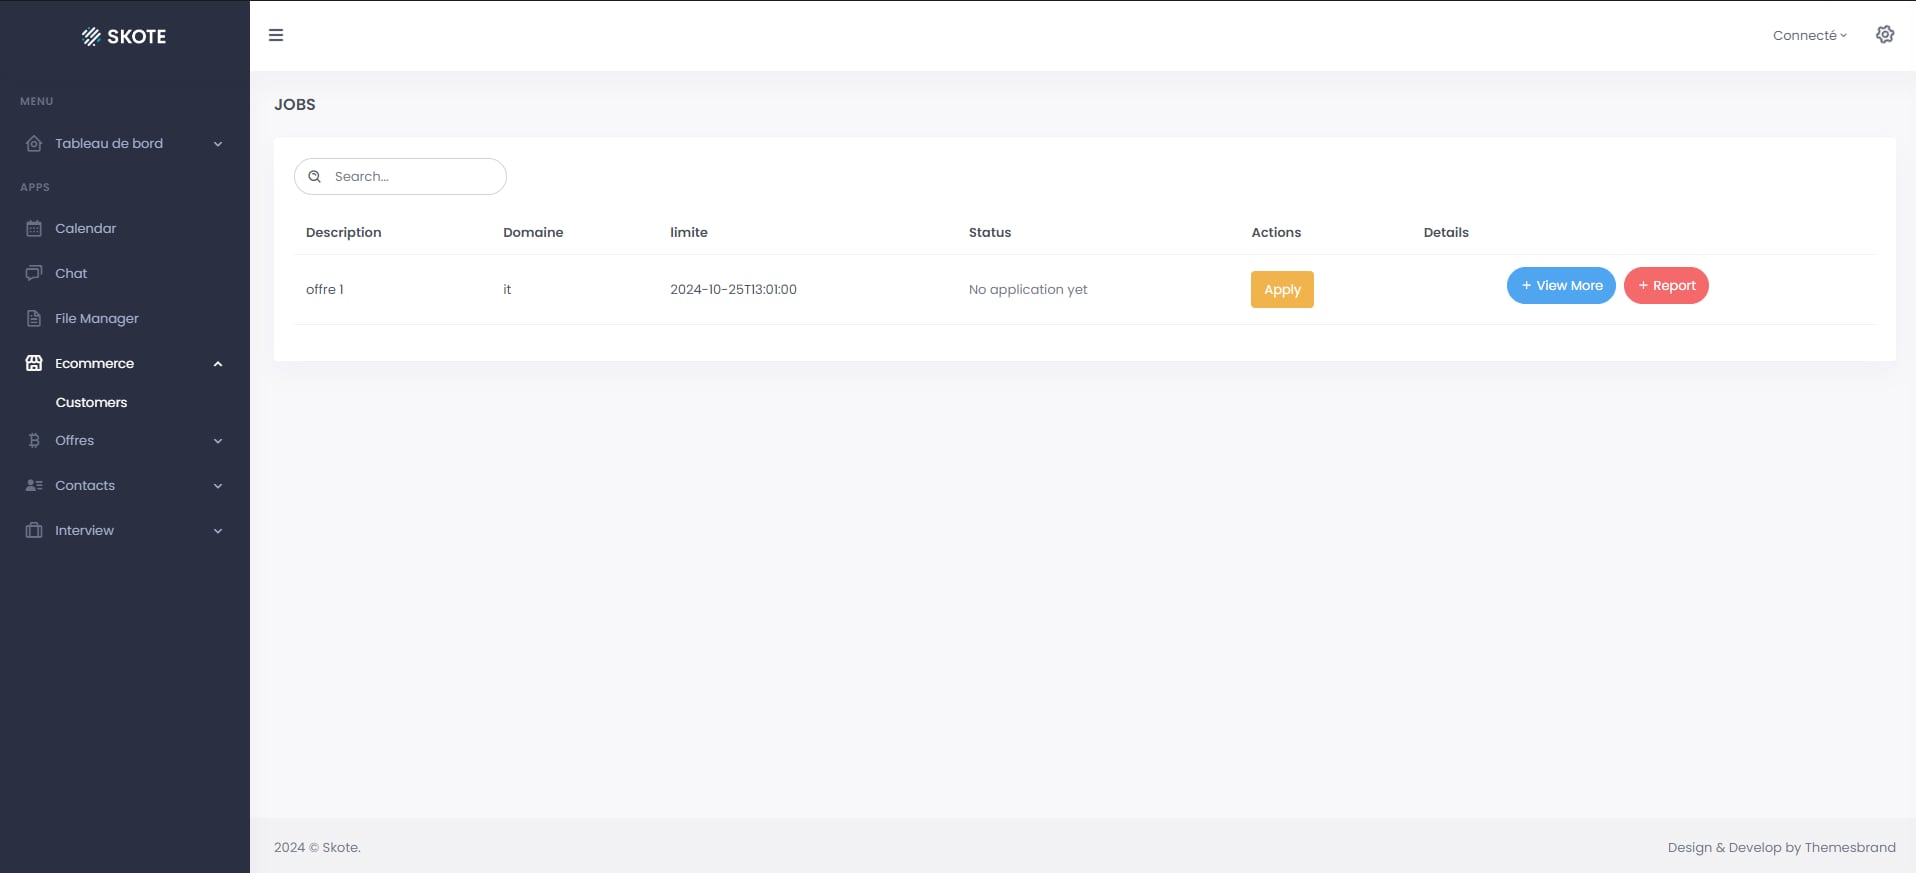 SKOTE
MENU
Tableau de bord
APPS
Calendar
Chat
File Manager
Ecommerce
Customers
Offres
Contacts
Interview
Connecté
JOBS
Search...
Description Domaine limite Status Actions Details
offre 1 it 2024-10-25T13:01:00 No application yet Apply + View More + Report
2024 © Skote.
Design & Develop by Themesbrand